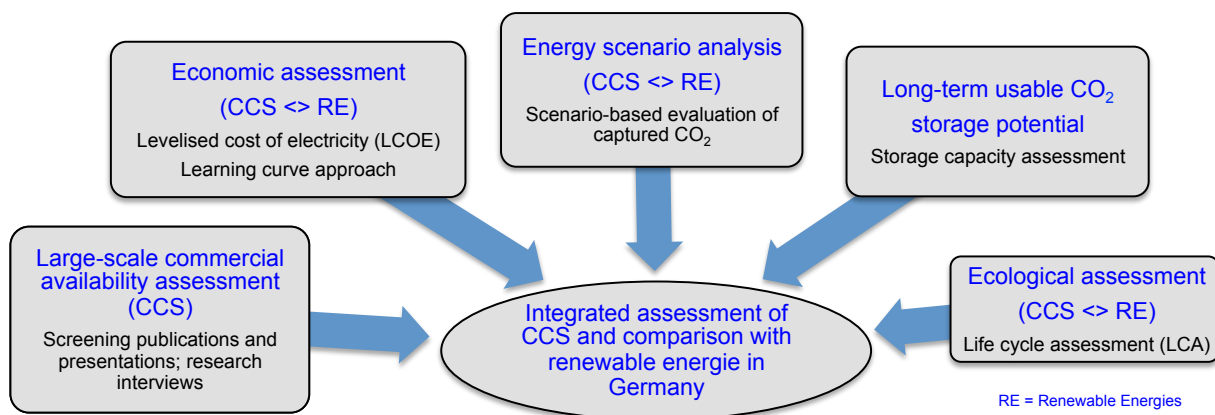 Economic assessment
(CCS <> RE)
Levelised cost of electricity (LCOE)
Learning curve approach
Energy scenario analysis
(CCS <> RE)
Scenario-based evaluation of
captured CO₂
Long-term usable CO₂
storage potential
Storage capacity assessment
Large-scale commercial
availability assessment
(CCS)
Screening publications and
presentations; research
interviews
Integrated assessment of
CCS and comparison with
renewable energie in
Germany
Ecological assessment
(CCS <> RE)
Life cycle assessment (LCA)
RE = Renewable Energies